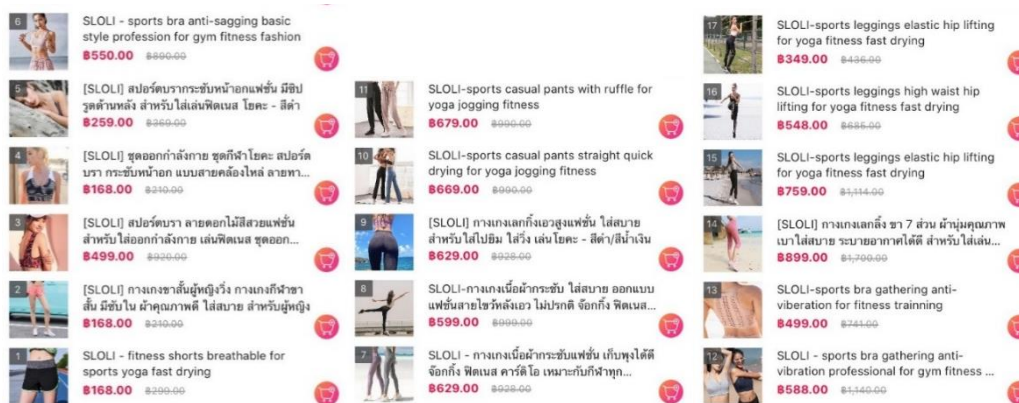 6
SLOLI - sports bra anti-sagging basic
style profession for gym fitness fashion
฿550.00 ฿890.00
5
[SLOLI] สปอร์ตบรากระชับหน้าอกแฟชั่น มีซิป
รูดด้านหลัง สำหรับใส่เล่นฟิตเนส โยคะ - สีดำ
฿259.00 ฿369.00
4
[SLOLI] ชุดออกกำลังกาย ชุดกีฬาโยคะ สปอร์ต
บรา กระชับหน้าอก แบบสายคล้องไหล่ ลายทา...
฿168.00 ฿210.00
3
[SLOLI] สปอร์ตบรา ลายดอกไม้สีสวยแฟชั่น
สำหรับใส่ออกกำลังกาย เล่นฟิตเนส ชุดออก...
฿499.00 ฿920.00
2
[SLOLI] กางเกงขาสั้นผู้หญิงวิ่ง กางเกงกีฬาขา
สั้น มีซับใน ผ้าคุณภาพดี ใส่สบาย สำหรับผู้หญิง
฿168.00 ฿210.00
1
SLOLI - fitness shorts breathable for
sports yoga fast drying
฿168.00 ฿299.00
11
SLOLI-sports casual pants with ruffle for
yoga jogging fitness
฿679.00 ฿990.00
10
SLOLI-sports casual pants straight quick
drying for yoga jogging fitness
฿669.00 ฿990.00
9
[SLOLI] กางเกงเลกกิ้งเอวสูงแฟชั่น ใส่สบาย
สำหรับใส่ไปยิม ใส่วิ่ง เล่นโยคะ - สีดำ/สีน้ำเงิน
฿629.00 ฿928.00
8
SLOLI-กางเกงเนื้อผ้ากระชับ ใส่สบาย ออกแบบ
แฟชั่นสายไขว้หลังเอว ไม่ปรกติ จ๊อกกิ้ง ฟิตเนส...
฿599.00 ฿999.00
7
SLOLI - กางเกงเนื้อผ้ากระชับแฟชั่น เก็บพุงได้ดี
จ๊อกกิ้ง ฟิตเนส คาร์ดิโอ เหมาะกับกีฬาทุก...
฿629.00 ฿928.00
17
SLOLI-sports leggings elastic hip lifting
for yoga fitness fast drying
฿349.00 ฿436.00
16
SLOLI-sports leggings high waist hip
lifting for yoga fitness fast drying
฿548.00 ฿685.00
15
SLOLI-sports leggings elastic hip lifting
for yoga fitness fast drying
฿759.00 ฿1,114.00
14
[SLOLI] กางเกงเลกกิ้ง ขา 7 ส่วน ผ้านุ่มคุณภาพ
เบาใส่สบาย ระบายอากาศได้ดี สำหรับใส่เล่น...
฿899.00 ฿1,790.00
13
SLOLI-sports bra gathering anti-
viberation for fitness trainning
฿499.00 ฿741.00
12
SLOLI - sports bra gathering anti-
vibration professional for gym fitness ...
฿588.00 ฿1,140.00